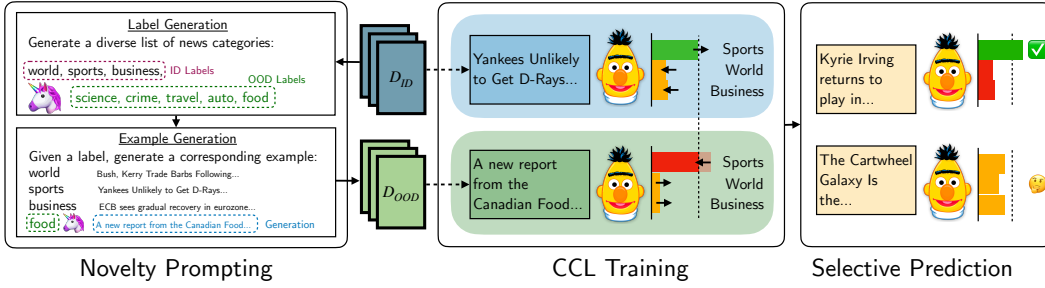 Label Generation
Generate a diverse list of news categories:
world, sports, business, ID Labels
OOD Labels
science, crime, travel, auto, food
Example Generation
Given a label, generate a corresponding example:
world Bush, Kerry Trade Barbs Following...
sports Yankees Unlikely to Get D-Rays...
business ECB sees gradual recovery in eurozone...
food A new report from the Canadian Food... Generation
Novelty Prompting
D_ID
D_OOD
Yankees Unlikely
to Get D-Rays...
Sports
World
Business
A new report
from the
Canadian Food...
Sports
World
Business
CCL Training
Kyrie Irving
returns to
play in...
The Cartwheel
Galaxy Is
the...
Selective Prediction